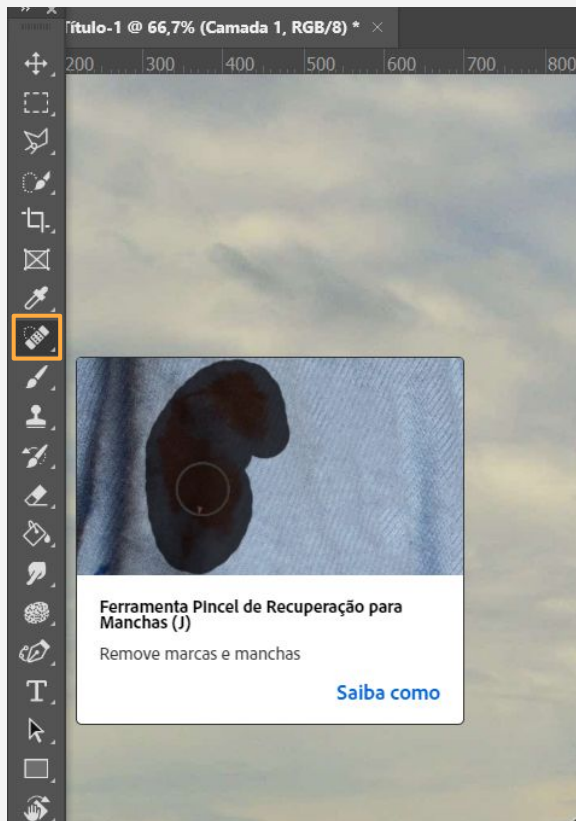 Título-1 @ 66,7% (Camada 1, RGB/8) * ×
200 300 400 500 600 700 800
Ferramenta Pincel de Recuperação para
Manchas (J)
Remove marcas e manchas
Saiba como